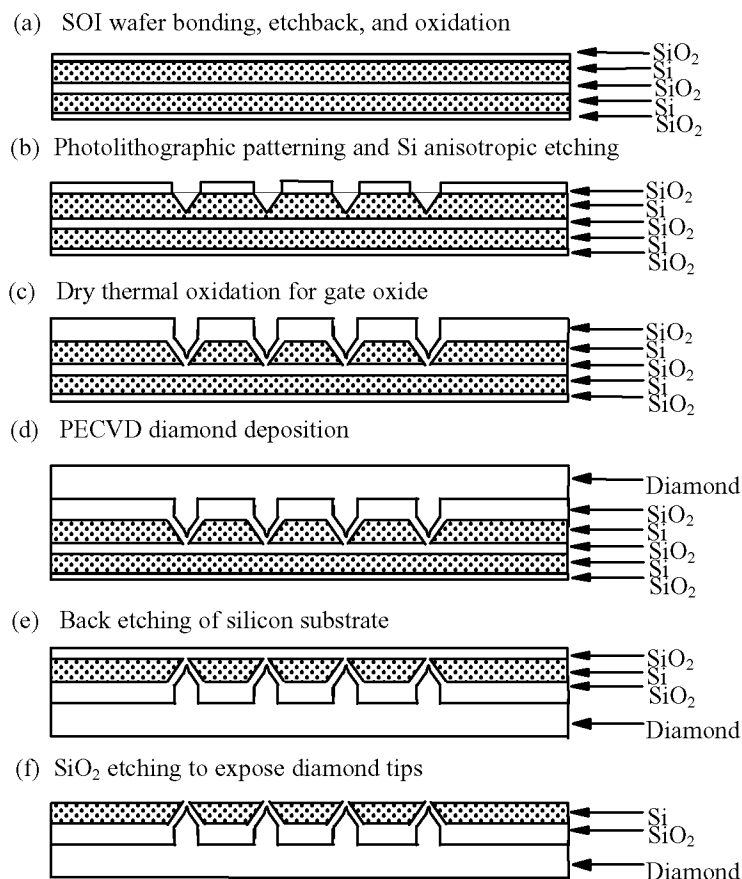 (a) SOI wafer bonding, etchback, and oxidation
SiO₂
Si
SiO₂
Si
SiO₂
(b) Photolithographic patterning and Si anisotropic etching
SiO₂
Si
SiO₂
Si
SiO₂
(c) Dry thermal oxidation for gate oxide
SiO₂
Si
SiO₂
Si
SiO₂
(d) PECVD diamond deposition
Diamond
SiO₂
Si
SiO₂
Si
SiO₂
(e) Back etching of silicon substrate
SiO₂
Si
SiO₂
Diamond
(f) SiO₂ etching to expose diamond tips
Si
SiO₂
Diamond